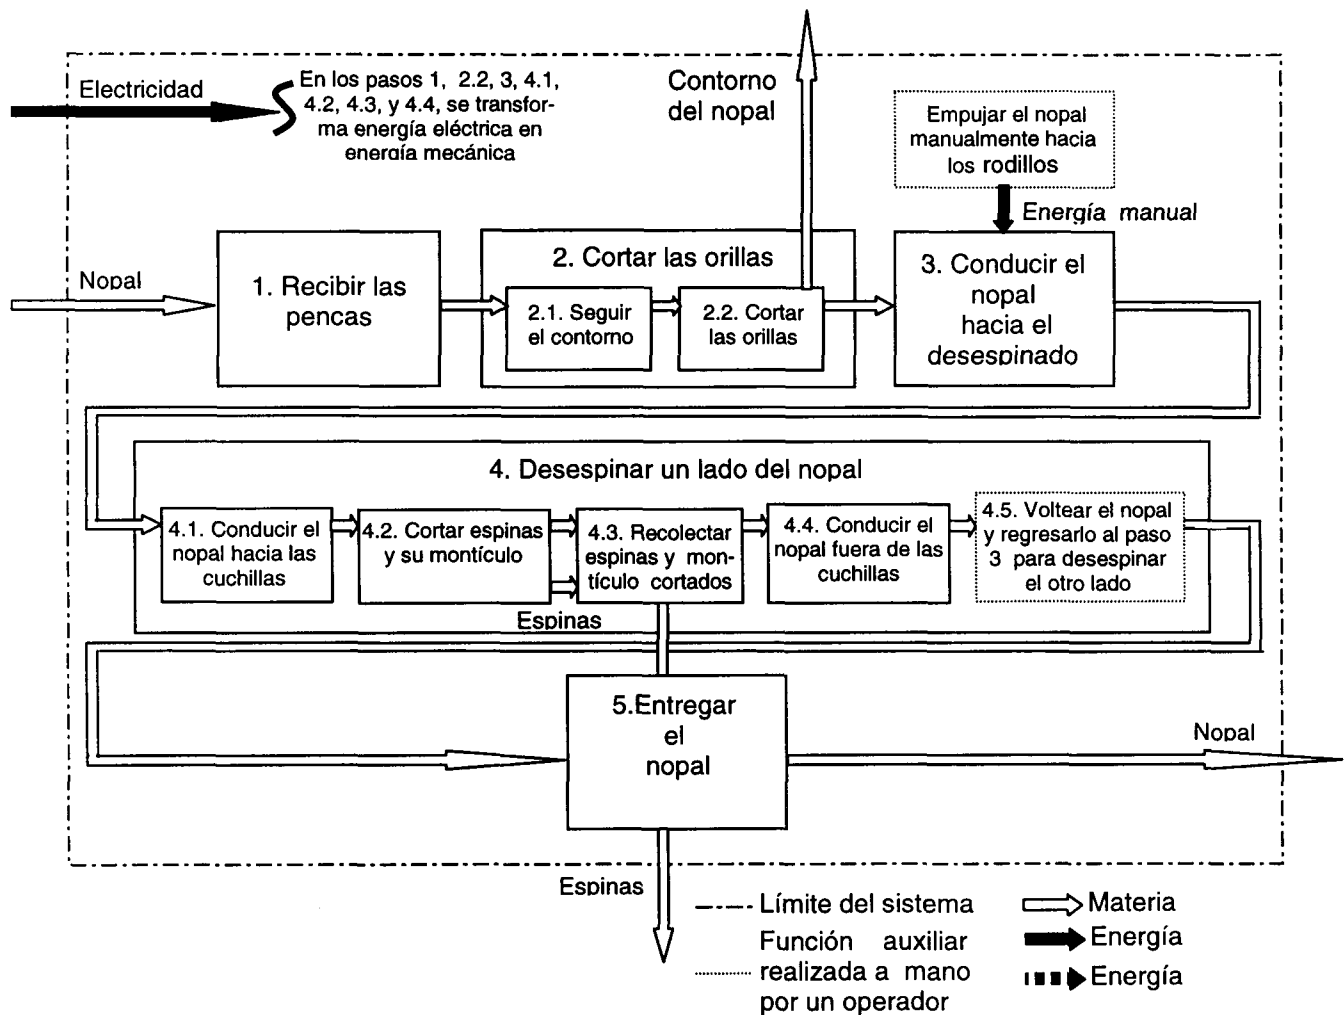 Electricidad
En los pasos 1, 2.2, 3, 4.1,
4.2, 4.3, y 4.4, se transfor-
ma energía eléctrica en
energía mecánica
Contorno
del nopal
Empujar el nopal
manualmente hacia
los rodillos
Energía manual
Nopal
1. Recibir las
pencas
2. Cortar las orillas
2.1. Seguir
el contorno
2.2. Cortar
las orillas
3. Conducir el
nopal
hacia el
desespinado
4. Desespinar un lado del nopal
4.1. Conducir el
nopal hacia las
cuchillas
4.2. Cortar espinas
y su montículo
4.3. Recolectar
espinas y mon-
tículo cortados
4.4. Conducir el
nopal fuera de las
cuchillas
4.5. Voltear el nopal
y regresarlo al paso
3 para desespinar
el otro lado
Espinas
5.Entregar
el
nopal
Nopal
Espinas
Límite del sistema
Función auxiliar
realizada a mano
por un operador
Materia
Energía
Energía